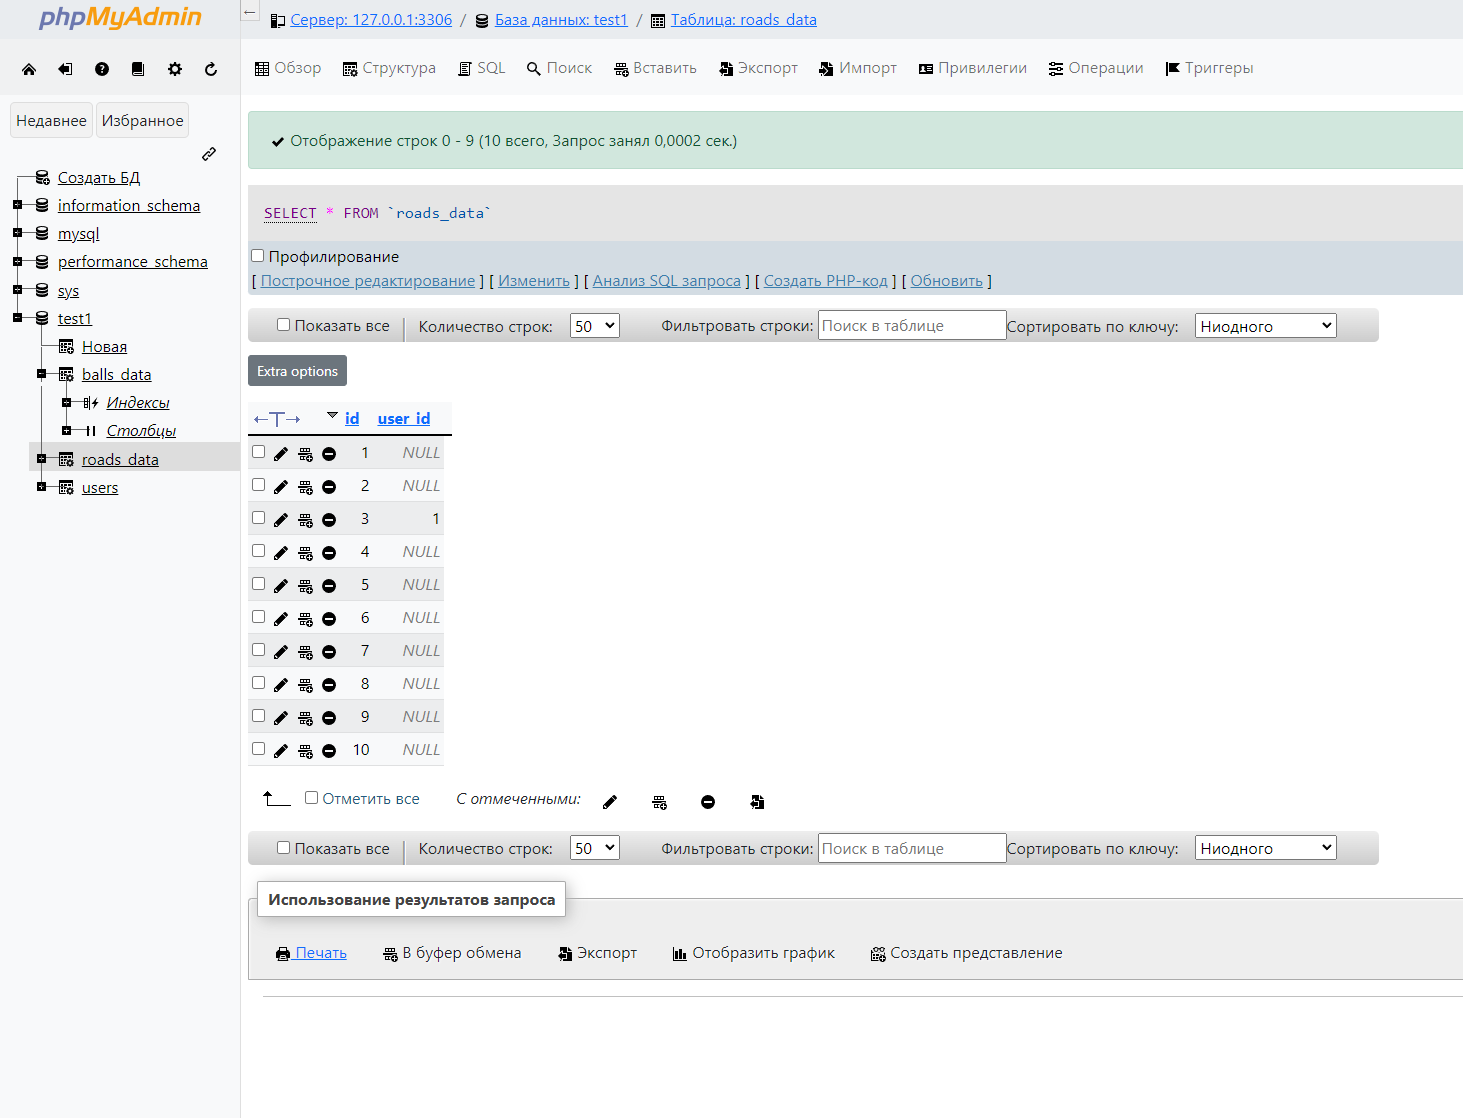 phpMyAdmin
Недавнее Избранное
Создать БД
information_schema
mysql
performance_schema
sys
test1
Новая
balls_data
Индексы
Столбцы
roads_data
users
Сервер: 127.0.0.1:3306 / База данных: test1 / Таблица: roads_data
Обзор Структура SQL Поиск Вставить Экспорт Импорт Привилегии Операции Триггеры
Отображение строк 0 - 9 (10 всего, Запрос занял 0,0002 сек.)
SELECT * FROM `roads_data`
Профилирование
[ Построчное редактирование ] [ Изменить ] [ Анализ SQL запроса ] [ Создать PHP-код ] [ Обновить ]
Показать все Количество строк: 50 Фильтровать строки: Поиск в таблице Сортировать по ключу: Ниодного
Extra options
←T→ id user_id
1 NULL
2 NULL
3 1
4 NULL
5 NULL
6 NULL
7 NULL
8 NULL
9 NULL
10 NULL
Отметить все С отмеченными:
Показать все Количество строк: 50 Фильтровать строки: Поиск в таблице Сортировать по ключу: Ниодного
Использование результатов запроса
Печать В буфер обмена Экспорт Отобразить график Создать представление